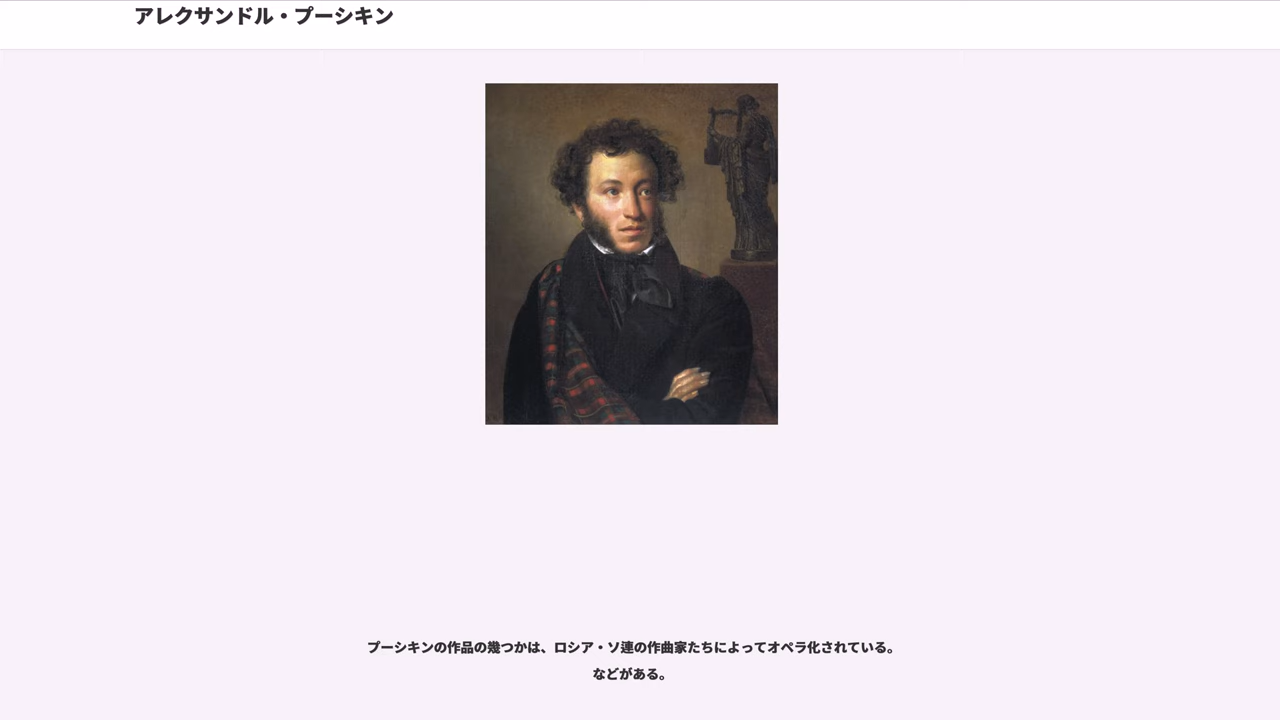 アレクサンドル・プーシキン
プーシキンの作品の幾つかは、ロシア・ソ連の作曲家たちによってオペラ化されている。
などがある。